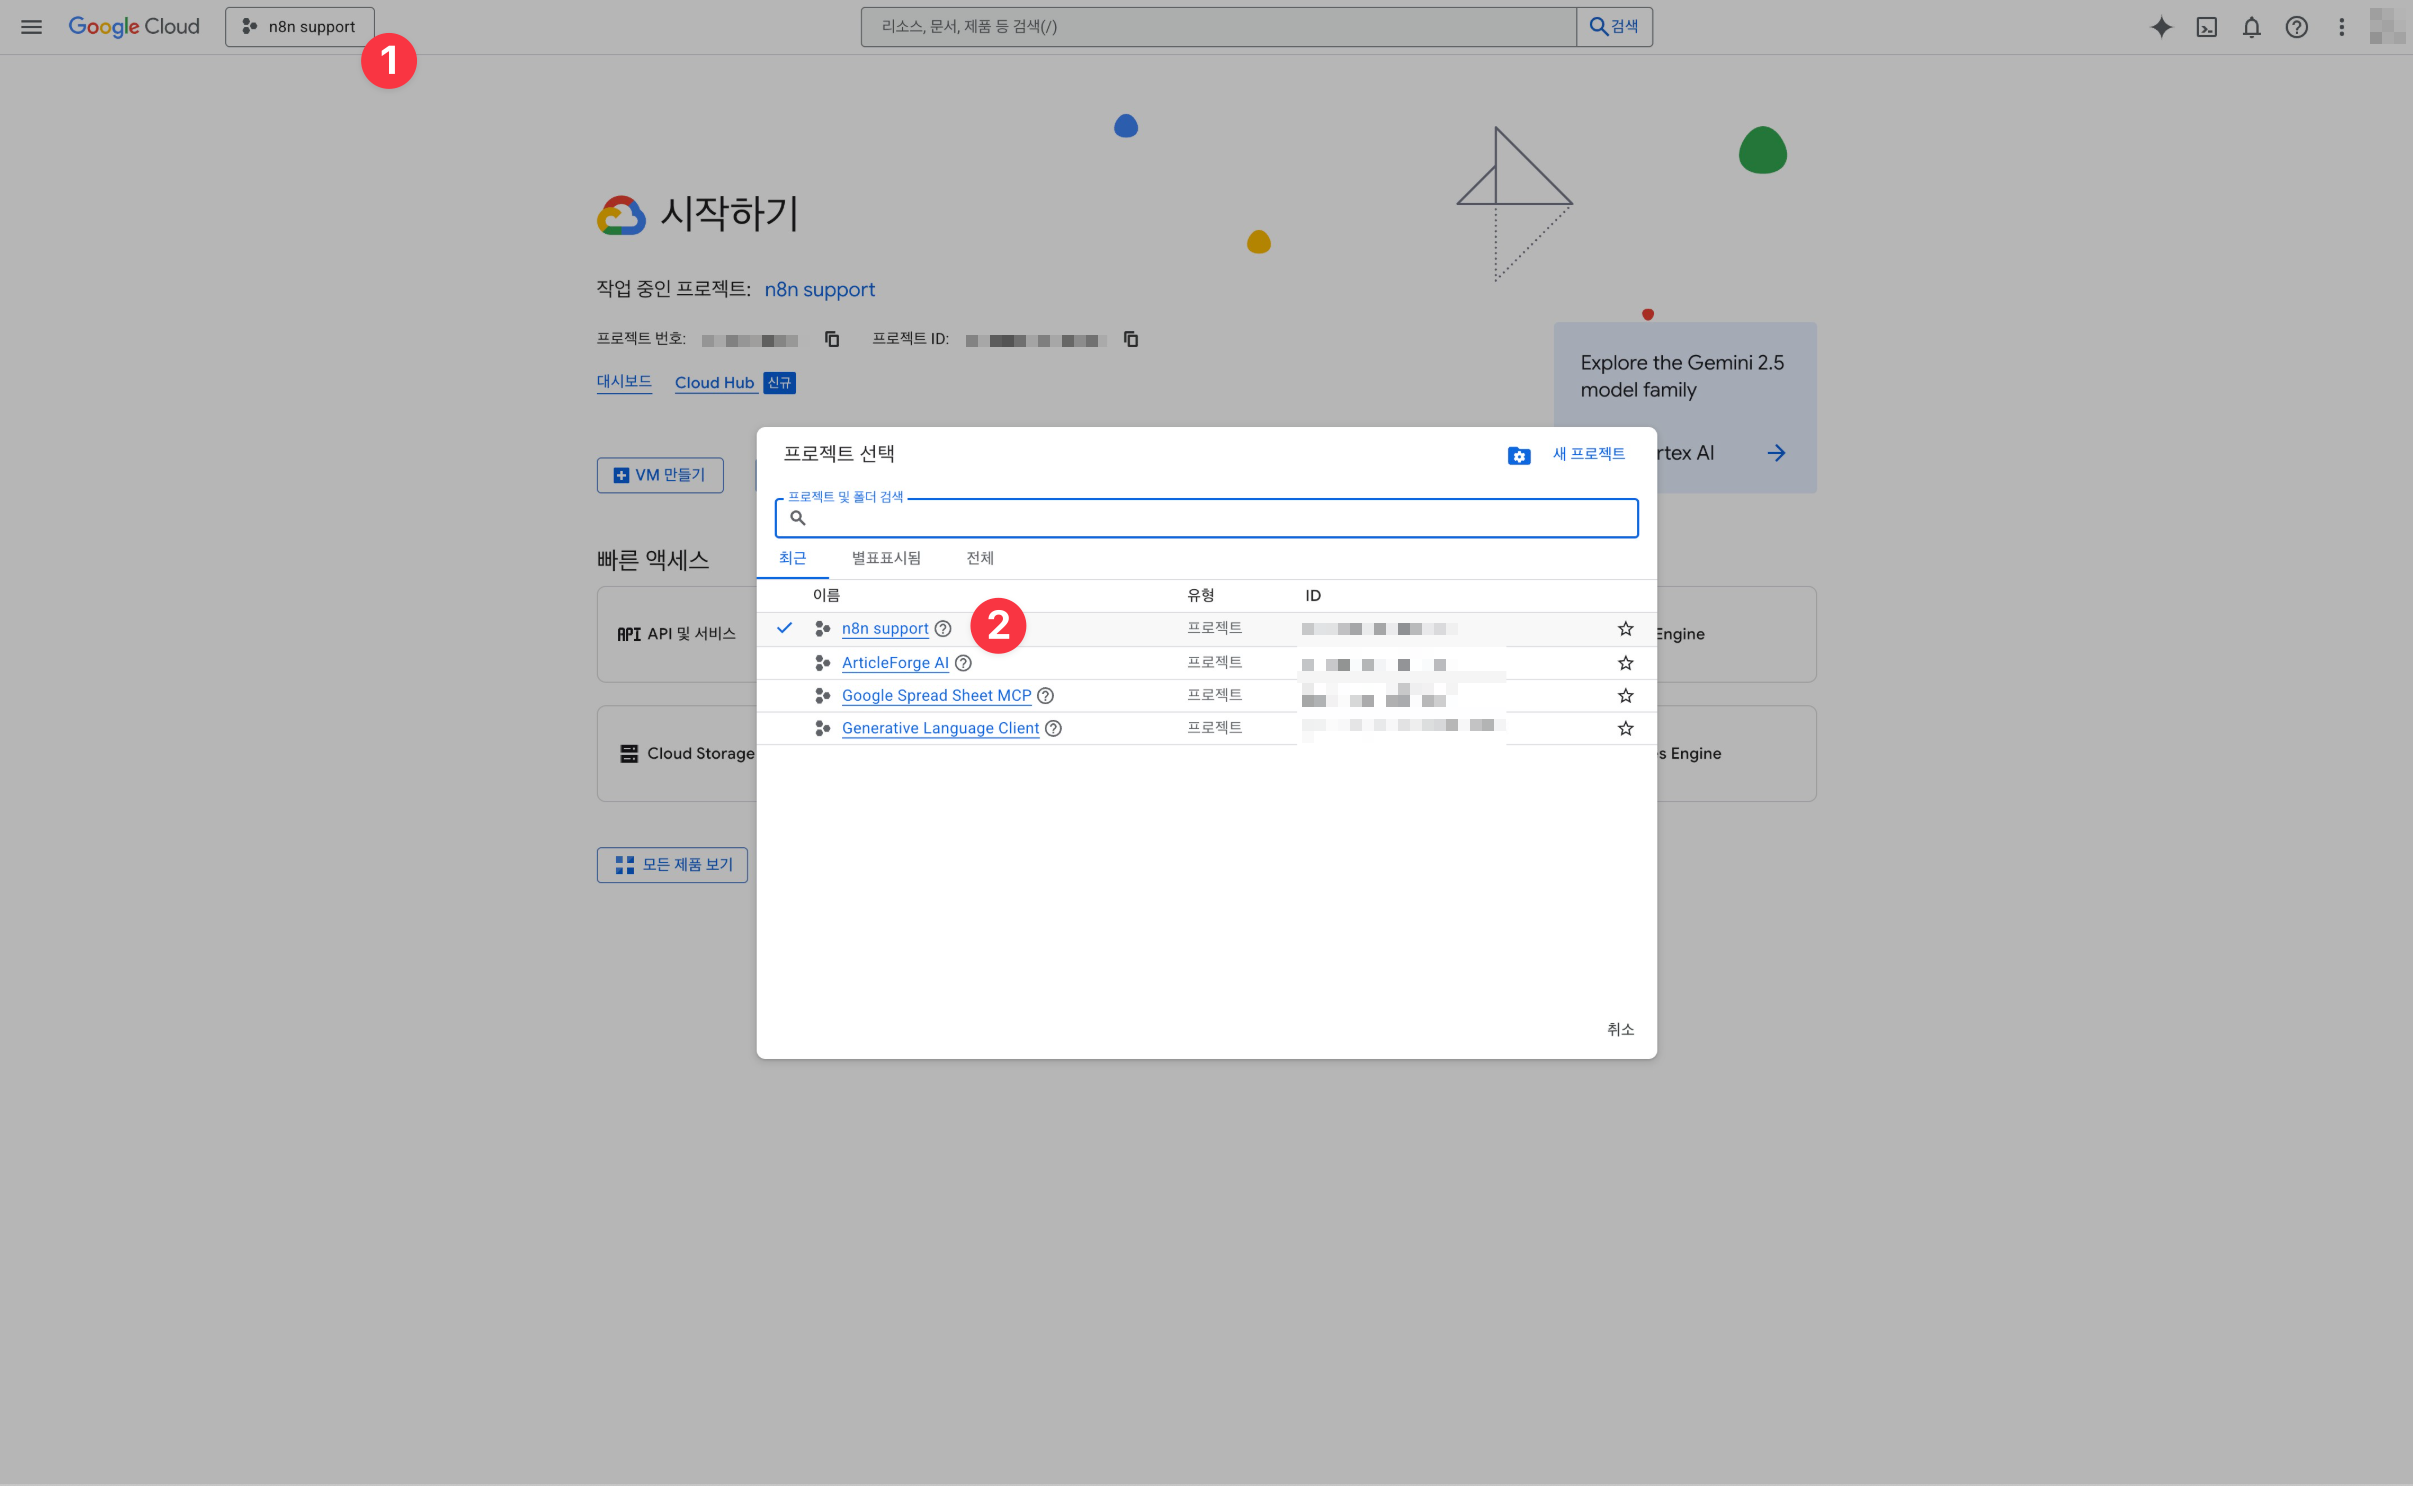 Google Cloud
n8n support
리소스, 문서, 제품 등 검색(/)
검색
1
시작하기
작업 중인 프로젝트: n8n support
프로젝트 번호:
프로젝트 ID:
대시보드
Cloud Hub 신규
Explore the Gemini 2.5
model family
rtex AI
VM 만들기
빠른 액세스
API API 및 서비스
Engine
Cloud Storage
s Engine
모든 제품 보기
프로젝트 선택
새 프로젝트
프로젝트 및 폴더 검색
최근 별표표시됨 전체
이름 유형 ID
n8n support 2 프로젝트
ArticleForge AI 프로젝트
Google Spread Sheet MCP 프로젝트
Generative Language Client 프로젝트
취소